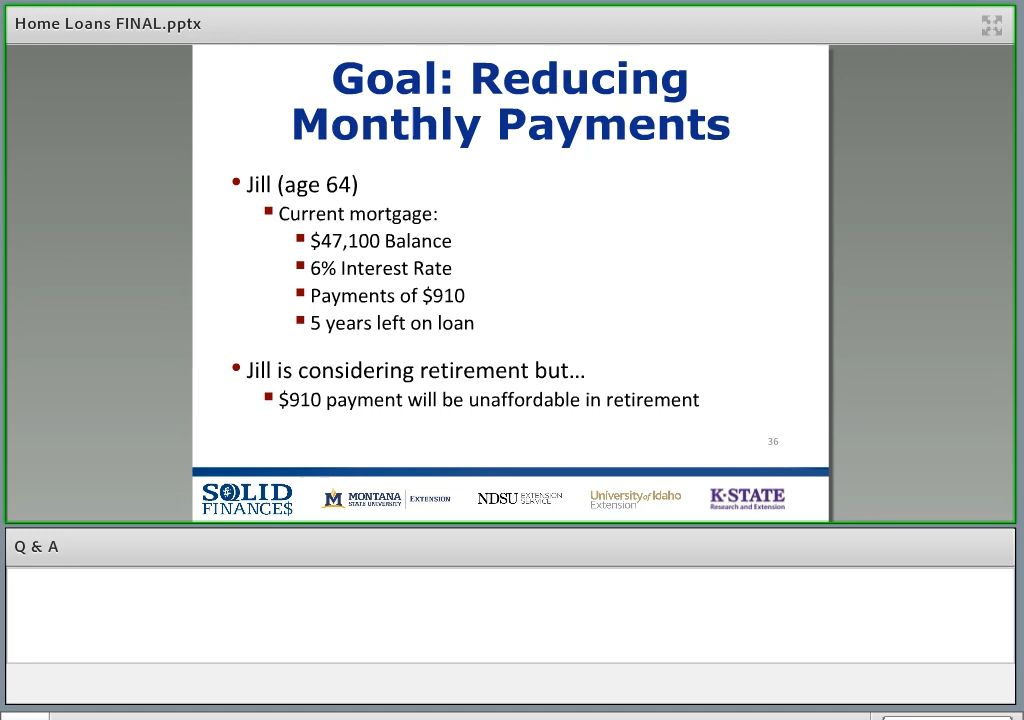 Home Loans FINAL.pptx
Goal: Reducing
Monthly Payments
• Jill (age 64)
▪ Current mortgage:
▪ $47,100 Balance
▪ 6% Interest Rate
▪ Payments of $910
▪ 5 years left on loan
• Jill is considering retirement but...
▪ $910 payment will be unaffordable in retirement
36
SOLID
FINANCE$
M MONTANA
STATE UNIVERSITY
EXTENSION
NDSU EXTENSION
SERVICE
University of Idaho
Extension
K-STATE
Research and Extension
Q & A